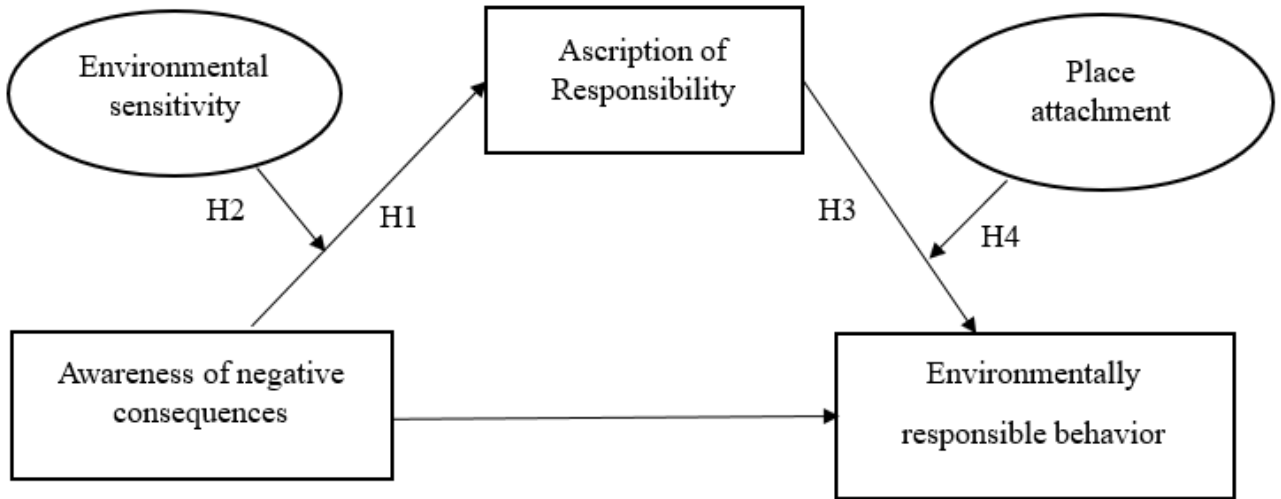 Environmental
sensitivity
Ascription of
Responsibility
Place
attachment
H2
H1
H3
H4
Awareness of negative
consequences
Environmentally
responsible behavior